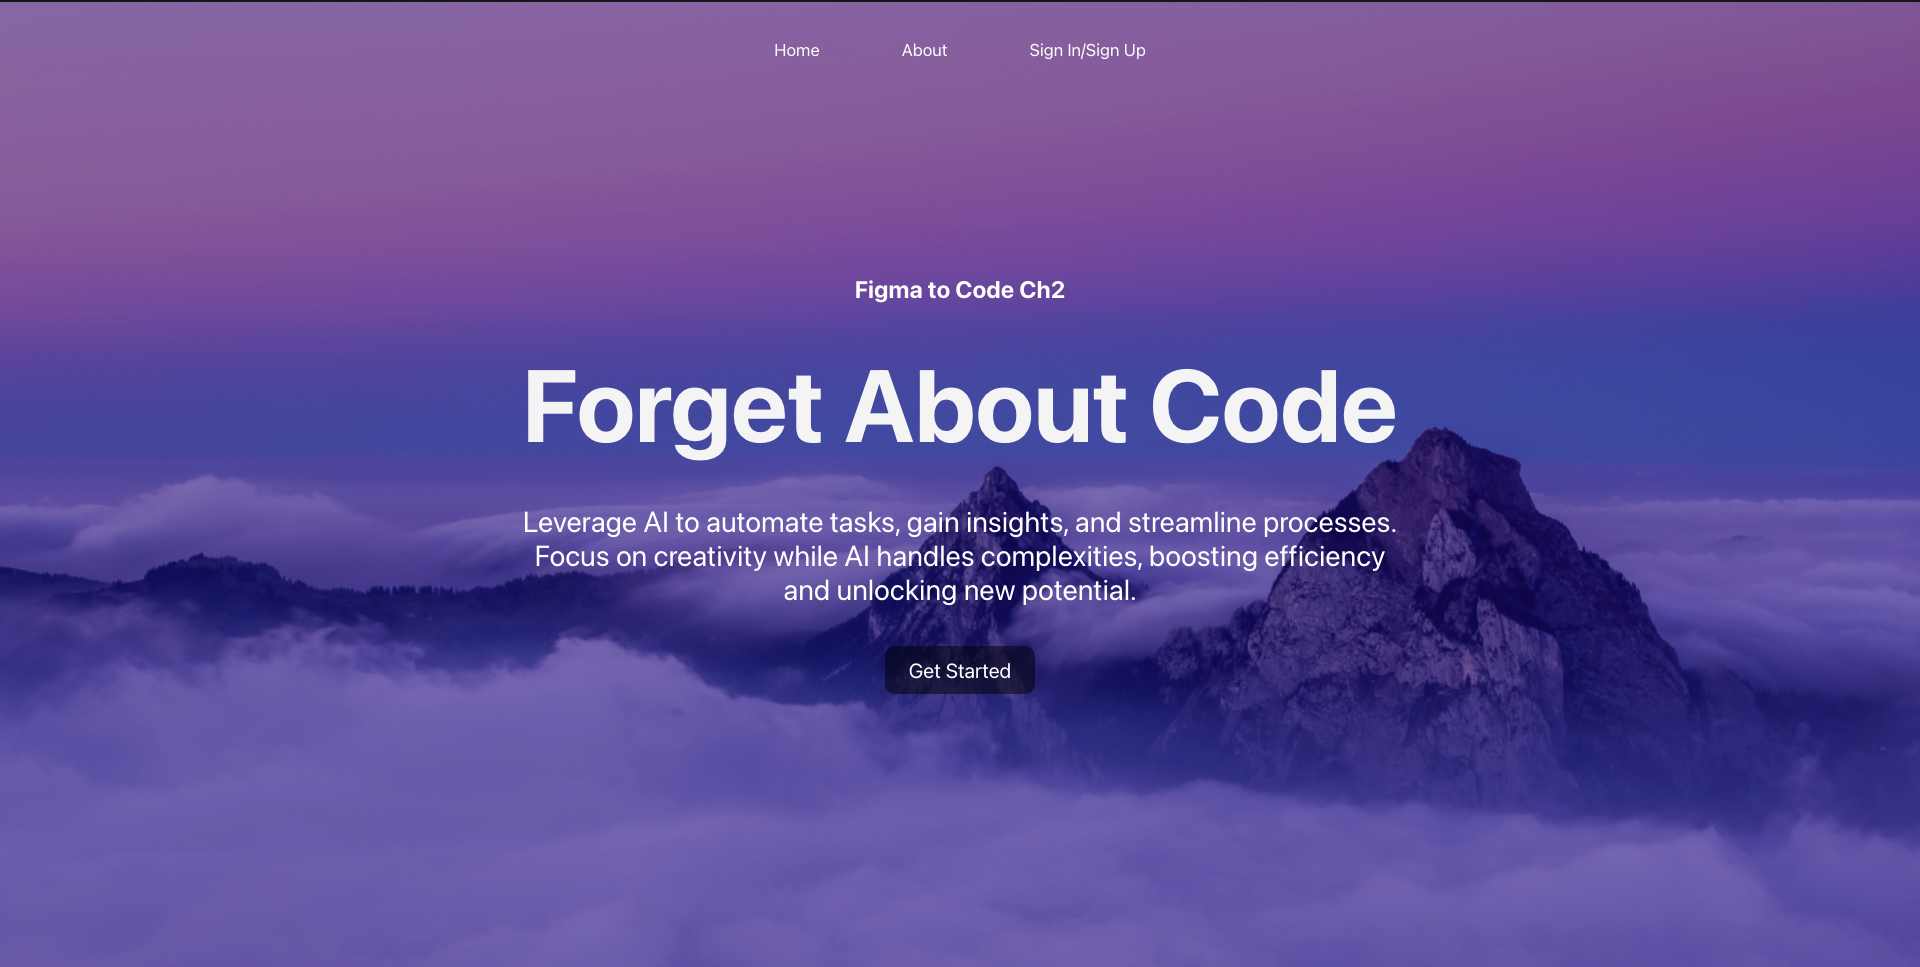 Home About Sign In/Sign Up
Figma to Code Ch2
Forget About Code
Leverage AI to automate tasks, gain insights, and streamline processes.
Focus on creativity while AI handles complexities, boosting efficiency
and unlocking new potential.
Get Started